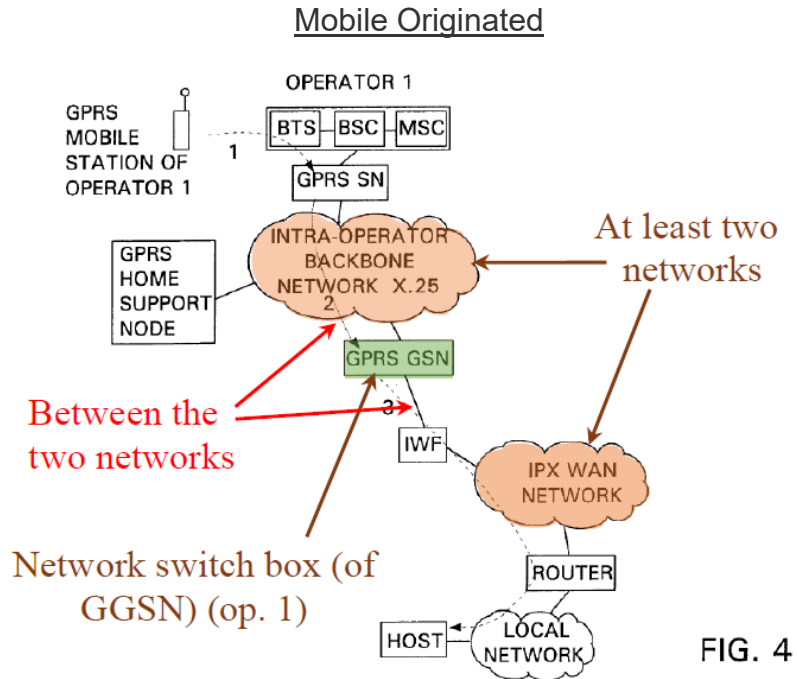 Mobile Originated
OPERATOR 1
GPRS
MOBILE
STATION OF
OPERATOR 1
1
BTS
BSC
MSC
GPRS SN
INTRA-OPERATOR
BACKBONE
NETWORK X.25
2
At least two
networks
GPRS
HOME
SUPPORT
NODE
GPRS GSN
3
Between the
two networks
IWF
IPX WAN
NETWORK
Network switch box (of
GGSN) (op. 1)
ROUTER
HOST
LOCAL
NETWORK
FIG. 4